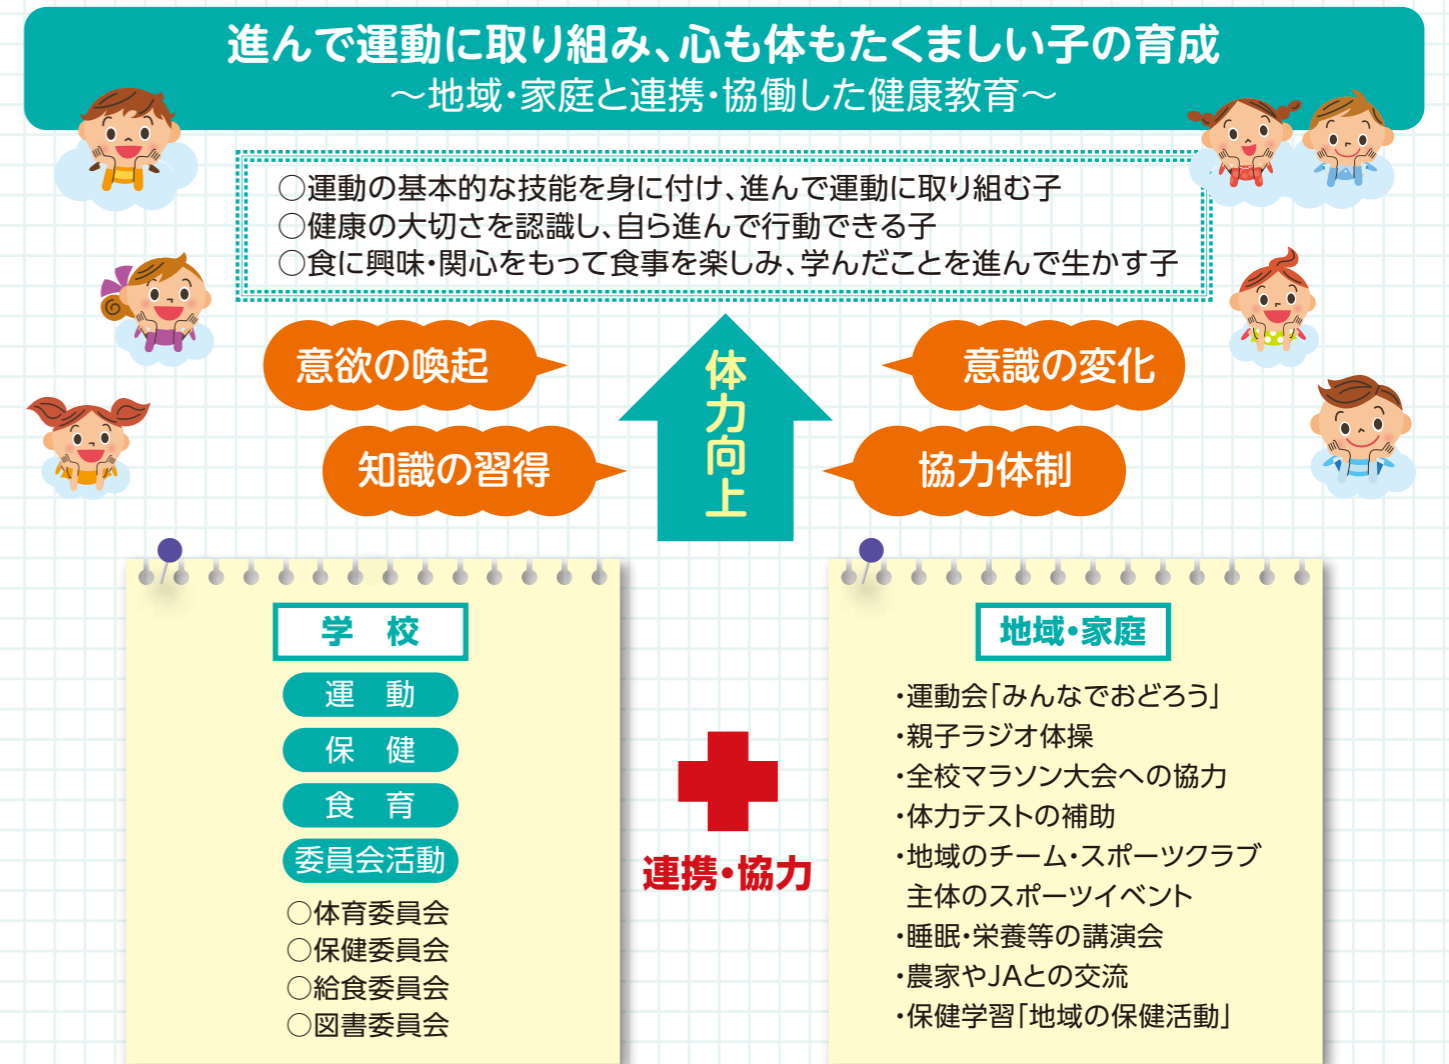 進んで運動に取り組み、心も体もたくましい子の育成
～地域・家庭と連携・協働した健康教育～
○運動の基本的な技能を身に付け、進んで運動に取り組む子
○健康の大切さを認識し、自ら進んで行動できる子
○食に興味・関心をもって食事を楽しみ、学んだことを進んで生かす子
意欲の喚起
知識の習得
体力向上
意識の変化
協力体制
学　校
運　動
保　健
食　育
委員会活動
○体育委員会
○保健委員会
○給食委員会
○図書委員会
連携・協力
地域・家庭
・運動会「みんなでおどろう」
・親子ラジオ体操
・全校マラソン大会への協力
・体力テストの補助
・地域のチーム・スポーツクラブ
主体のスポーツイベント
・睡眠・栄養等の講演会
・農家やJAとの交流
・保健学習「地域の保健活動」